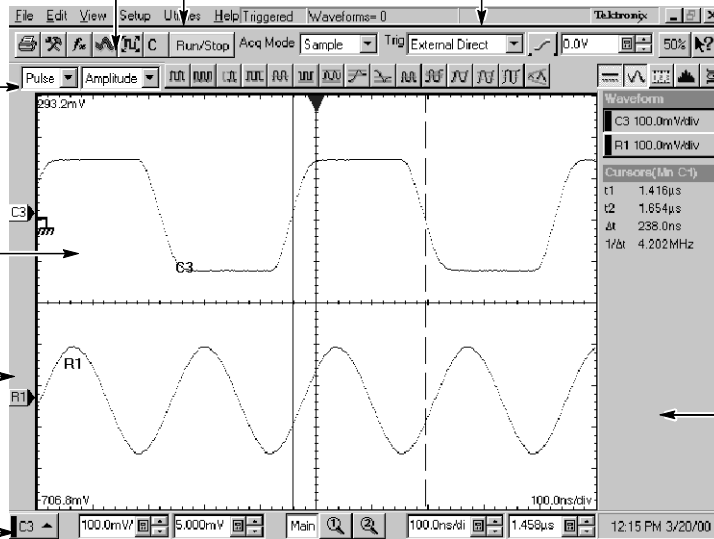 File Edit View Setup Utilities Help Triggered Waveforms= 0 Tektronix
C Run/Stop Acq Mode Sample Trig External Direct 0.0V 50%
Pulse Amplitude
293.2mV
Waveform
C3 100.0mV/div
R1 100.0mV/div
Cursors(Mn C1)
t1 1.416µs
t2 1.654µs
Δt 238.0ns
1/Δt 4.202MHz
C3
C3
R1
R1
-706.8mV 100.0ns/div
C3 100.0mV/ 5.000mV Main 1 2 100.0ns/di 1.458µs 12:15 PM 3/20/00